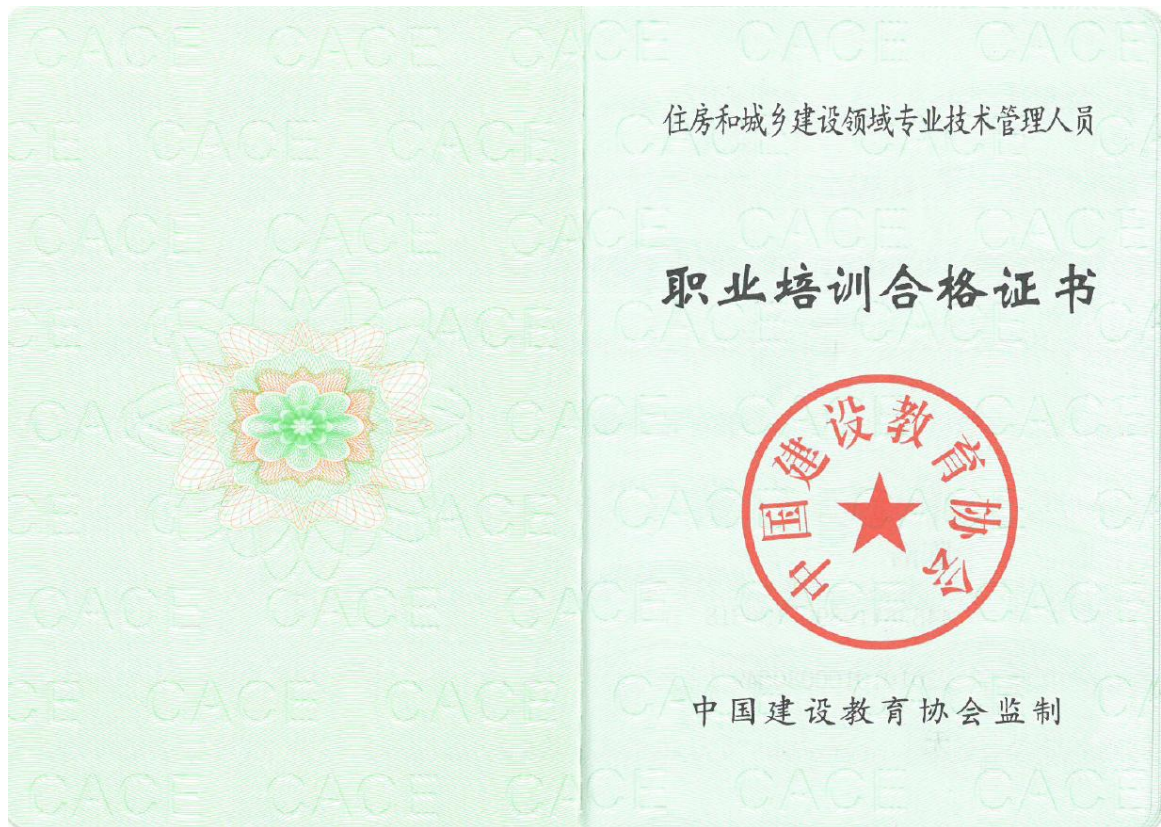 住房和城乡建设领域专业技术管理人员
职业培训合格证书
中国建设教育协会
中国建设教育协会监制
CACE